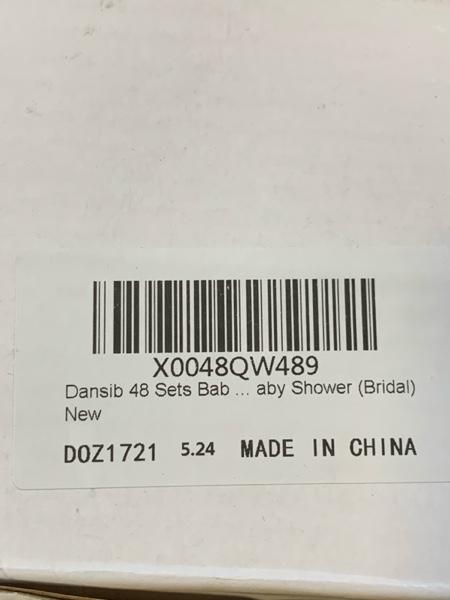 X0048QW489
Dansib 48 Sets Bab ... aby Shower (Bridal)
New
DOZ1721 5.24 MADE IN CHINA